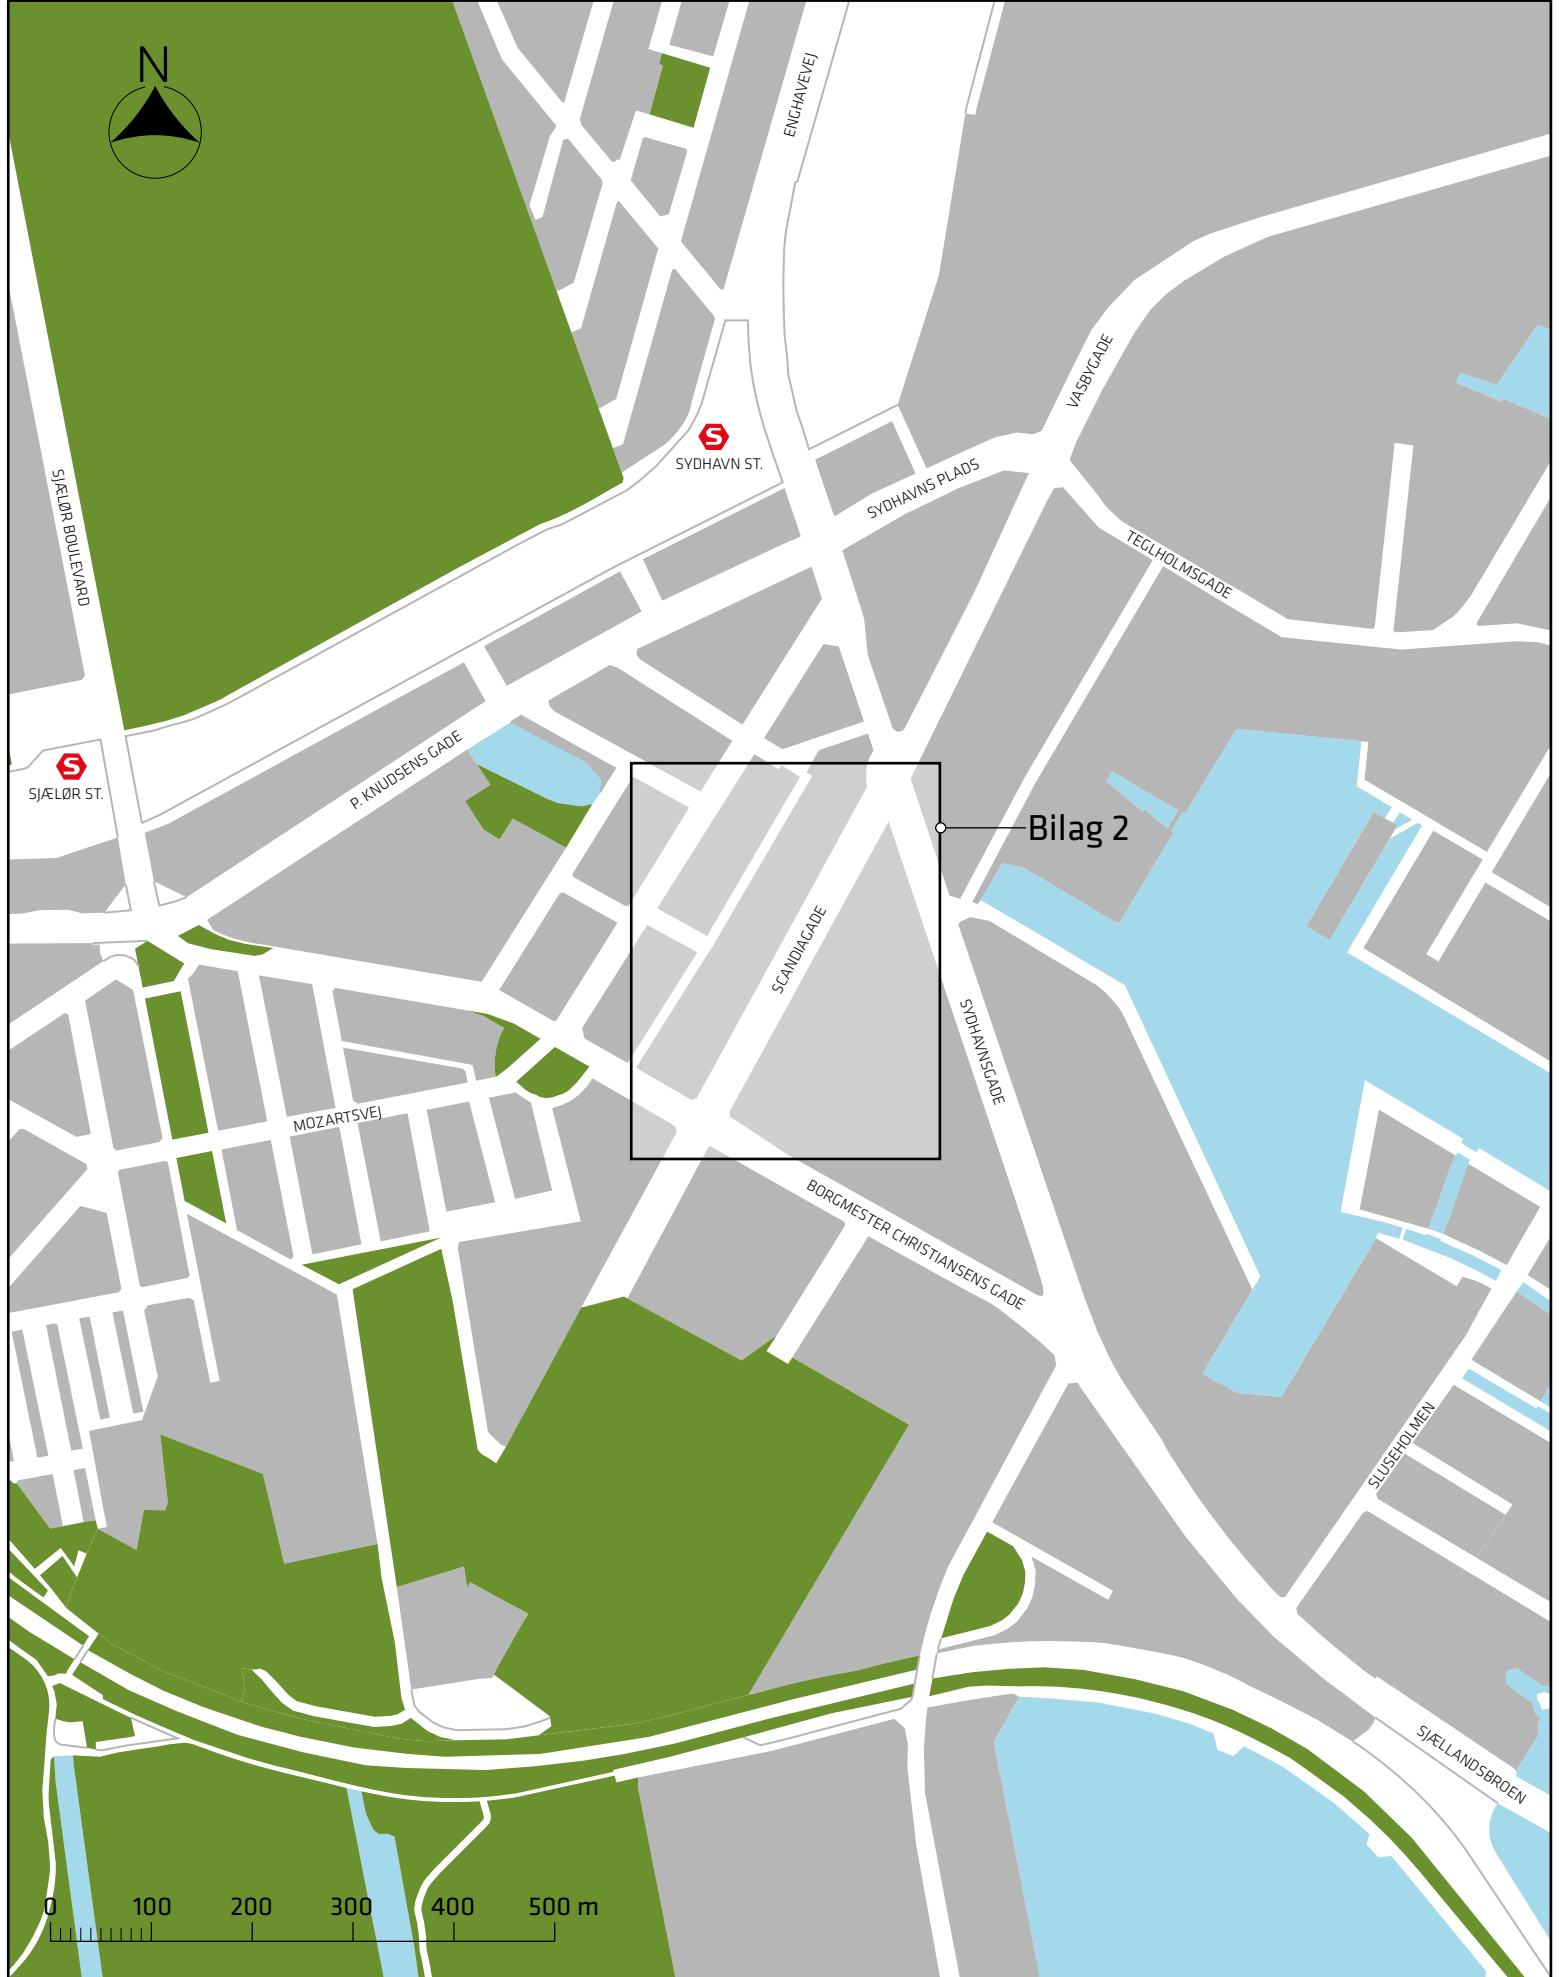 N
ENGHAVEVEJ
VASBYGADE
S
SYDHAVN ST.
SYDHAVNS PLADS
SJÆLØR BOULEVARD
TEGLHOLMSGADE
P. KNUDSENS GADE
S
SJÆLØR ST.
Bilag 2
SCANDIAGADE
SYDHAVNSGADE
MOZARTSVEJ
BORGMESTER CHRISTIANSENS GADE
SLUSEHOLMEN
SJÆLLANDSBROEN
0 100 200 300 400 500 m